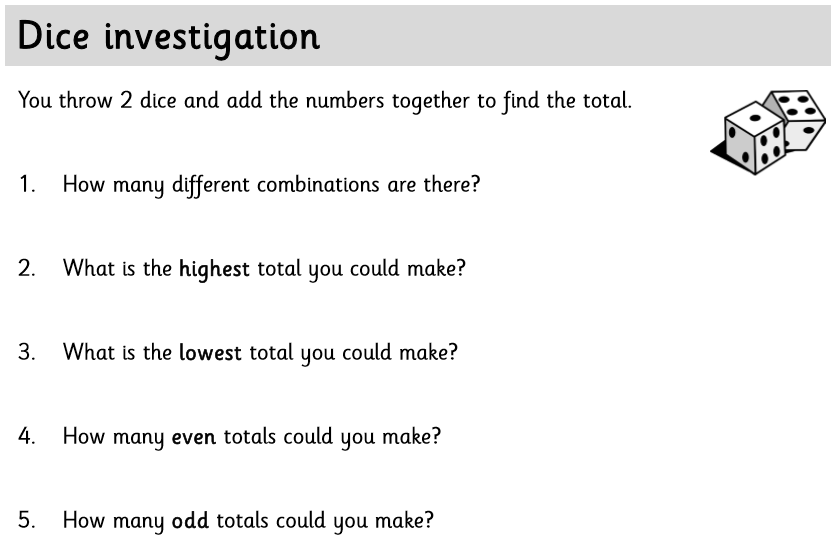 Dice investigation
You throw 2 dice and add the numbers together to find the total.
1. How many different combinations are there?
2. What is the highest total you could make?
3. What is the lowest total you could make?
4. How many even totals could you make?
5. How many odd totals could you make?